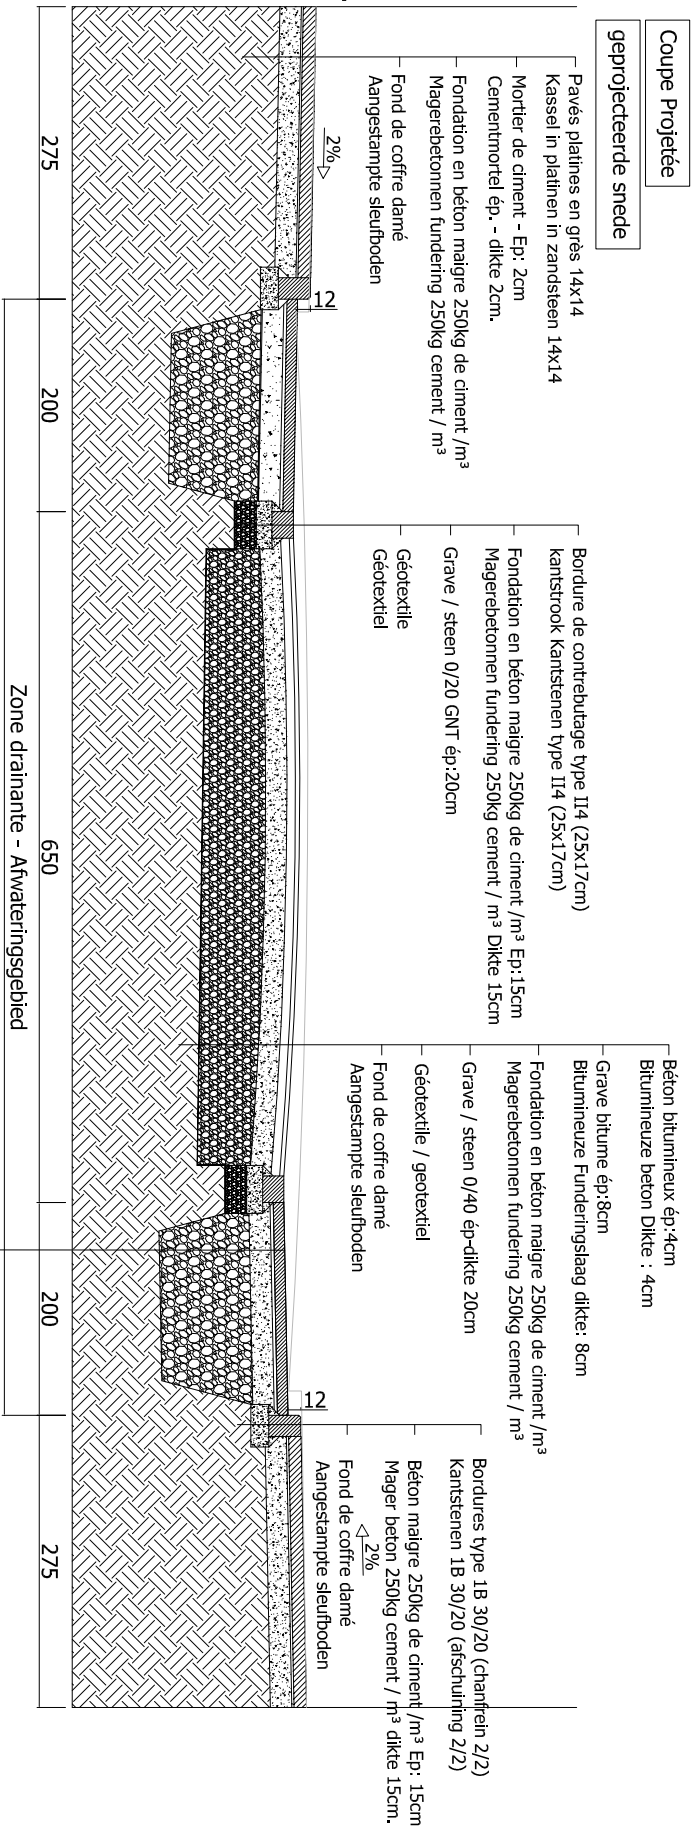 Coupe Projetée
geprojecteerde snede
Pavés platines en grès 14x14
Kassel in platinen in zandsteen 14x14
Mortier de ciment - Ep: 2cm
Cementmortel ép. - dikte 2cm.
Fondation en béton maigre 250kg de ciment /m³
Magerebetonnen fundering 250kg cement / m³
Fond de coffre damé
Aangestampte sleufboden
2%
12
Bordure de contrebutage type II4 (25x17cm)
kantstrook Kantstenen type II4 (25x17cm)
Fondation en béton maigre 250kg de ciment /m³ Ep:15cm
Magerebetonnen fundering 250kg cement / m³ Dikte 15cm
Grave / steen 0/20 GNT ép:20cm
Géotextile
Géotextiel
Béton bitumineux ép:4cm
Bitumineuze beton Dikte : 4cm
Grave bitume ép:8cm
Bitumineuze Funderingslaag dikte: 8cm
Fondation en béton maigre 250kg de ciment /m³
Magerebetonnen fundering 250kg cement / m³
Grave / steen 0/40 ép-dikte 20cm
Géotextile / geotextiel
Fond de coffre damé
Aangestampte sleufboden
12
Bordures type 1B 30/20 (chanfrein 2/2)
Kantstenen 1B 30/20 (afschuining 2/2)
Béton maigre 250kg de ciment /m³ Ep: 15cm
Mager beton 250kg cement / m³ dikte 15cm.
2%
Fond de coffre damé
Aangestampte sleufboden
275
200
650
200
275
Zone drainante - Afwateringsgebied